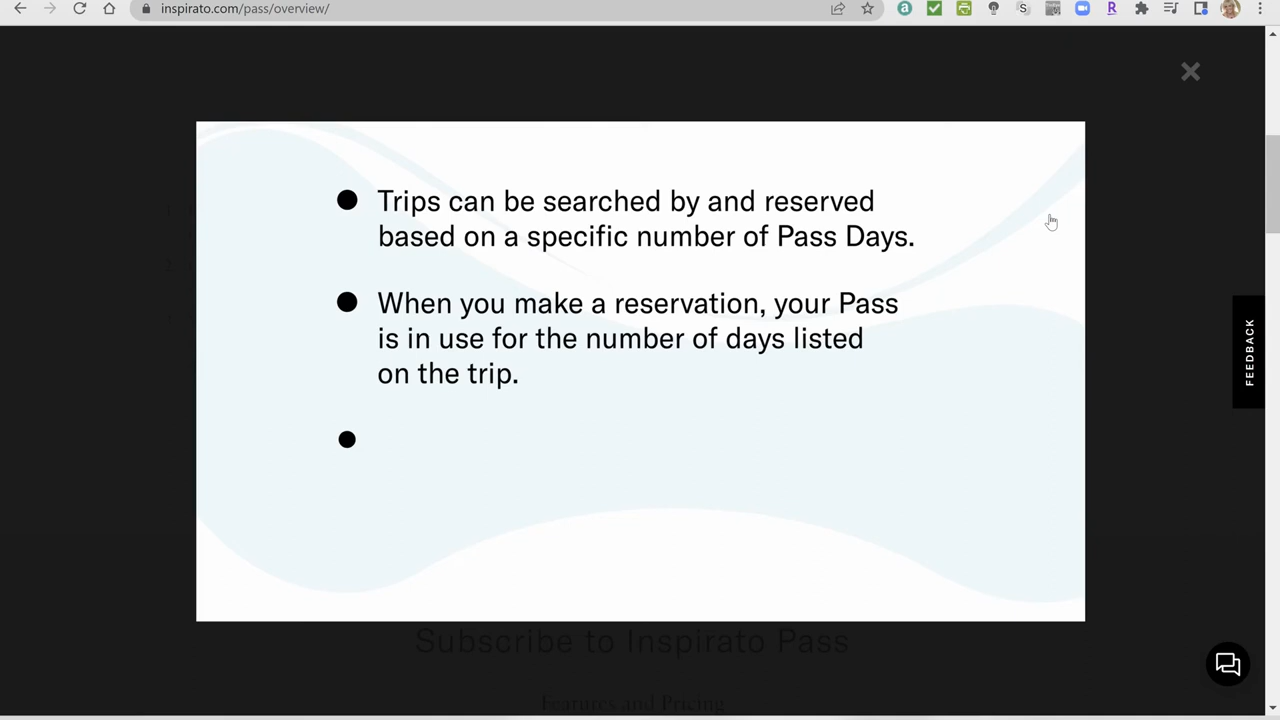 inspirato.com/pass/overview/
Trips can be searched by and reserved
based on a specific number of Pass Days.
When you make a reservation, your Pass
is in use for the number of days listed
on the trip.
FEEDBACK
Subscribe to Inspirato Pass
Features and Pricing